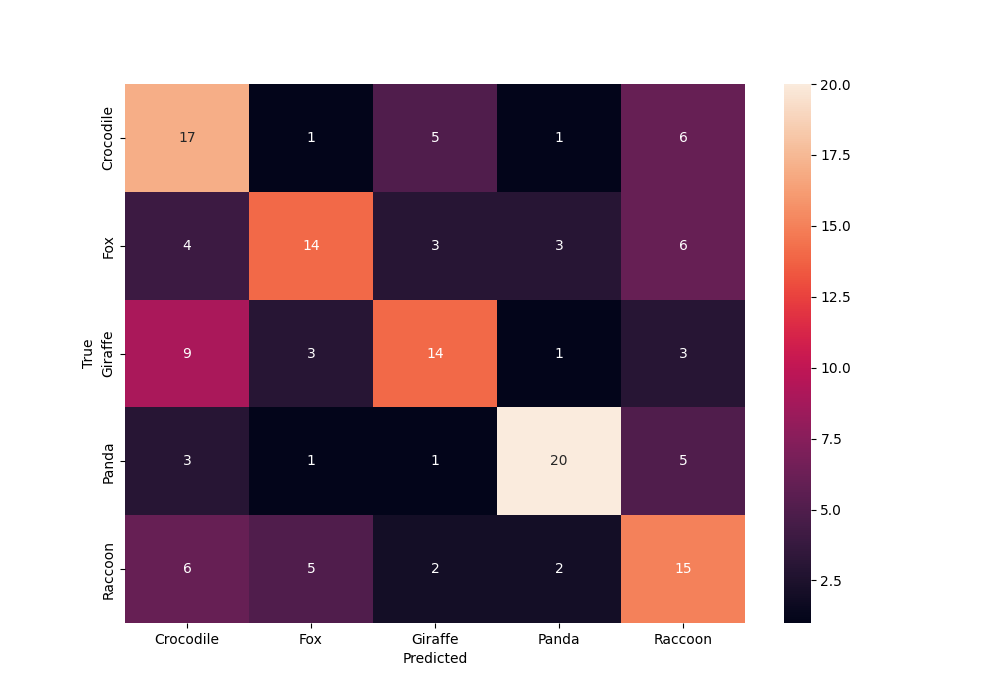 True
Crocodile 17 1 5 1 6
Fox 4 14 3 3 6
Giraffe 9 3 14 1 3
Panda 3 1 1 20 5
Raccoon 6 5 2 2 15
Crocodile Fox Giraffe Panda Raccoon
Predicted
20.0
17.5
15.0
12.5
10.0
7.5
5.0
2.5